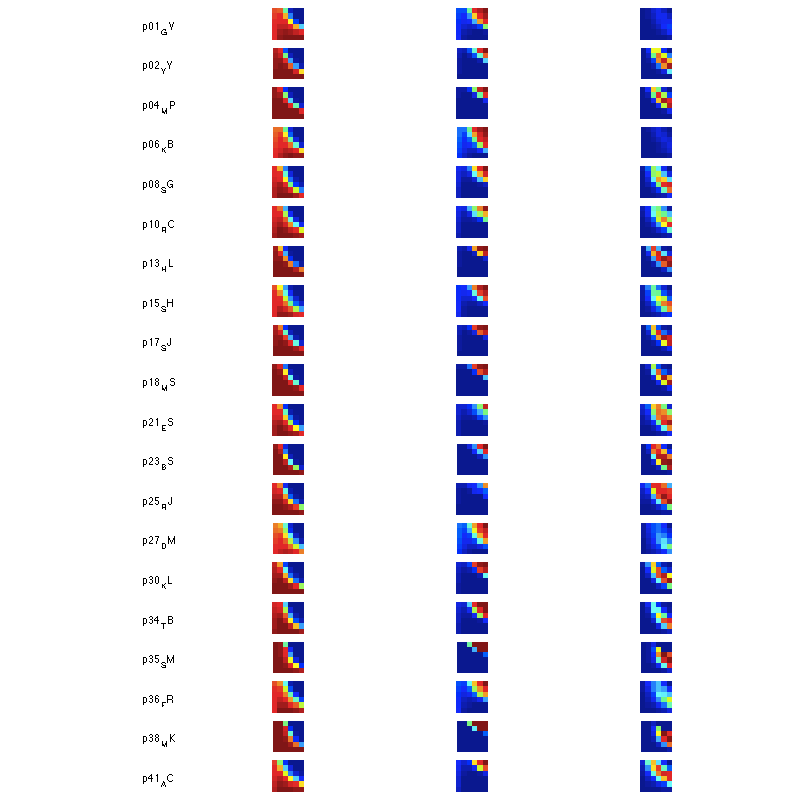 p01GV
p02YY
p04MP
p06KB
p08SG
p10RC
p13HL
p15SH
p17SJ
p18MS
p21ES
p23BS
p25RJ
p27DM
p30KL
p34TB
p35SM
p36FR
p38MK
p41AC